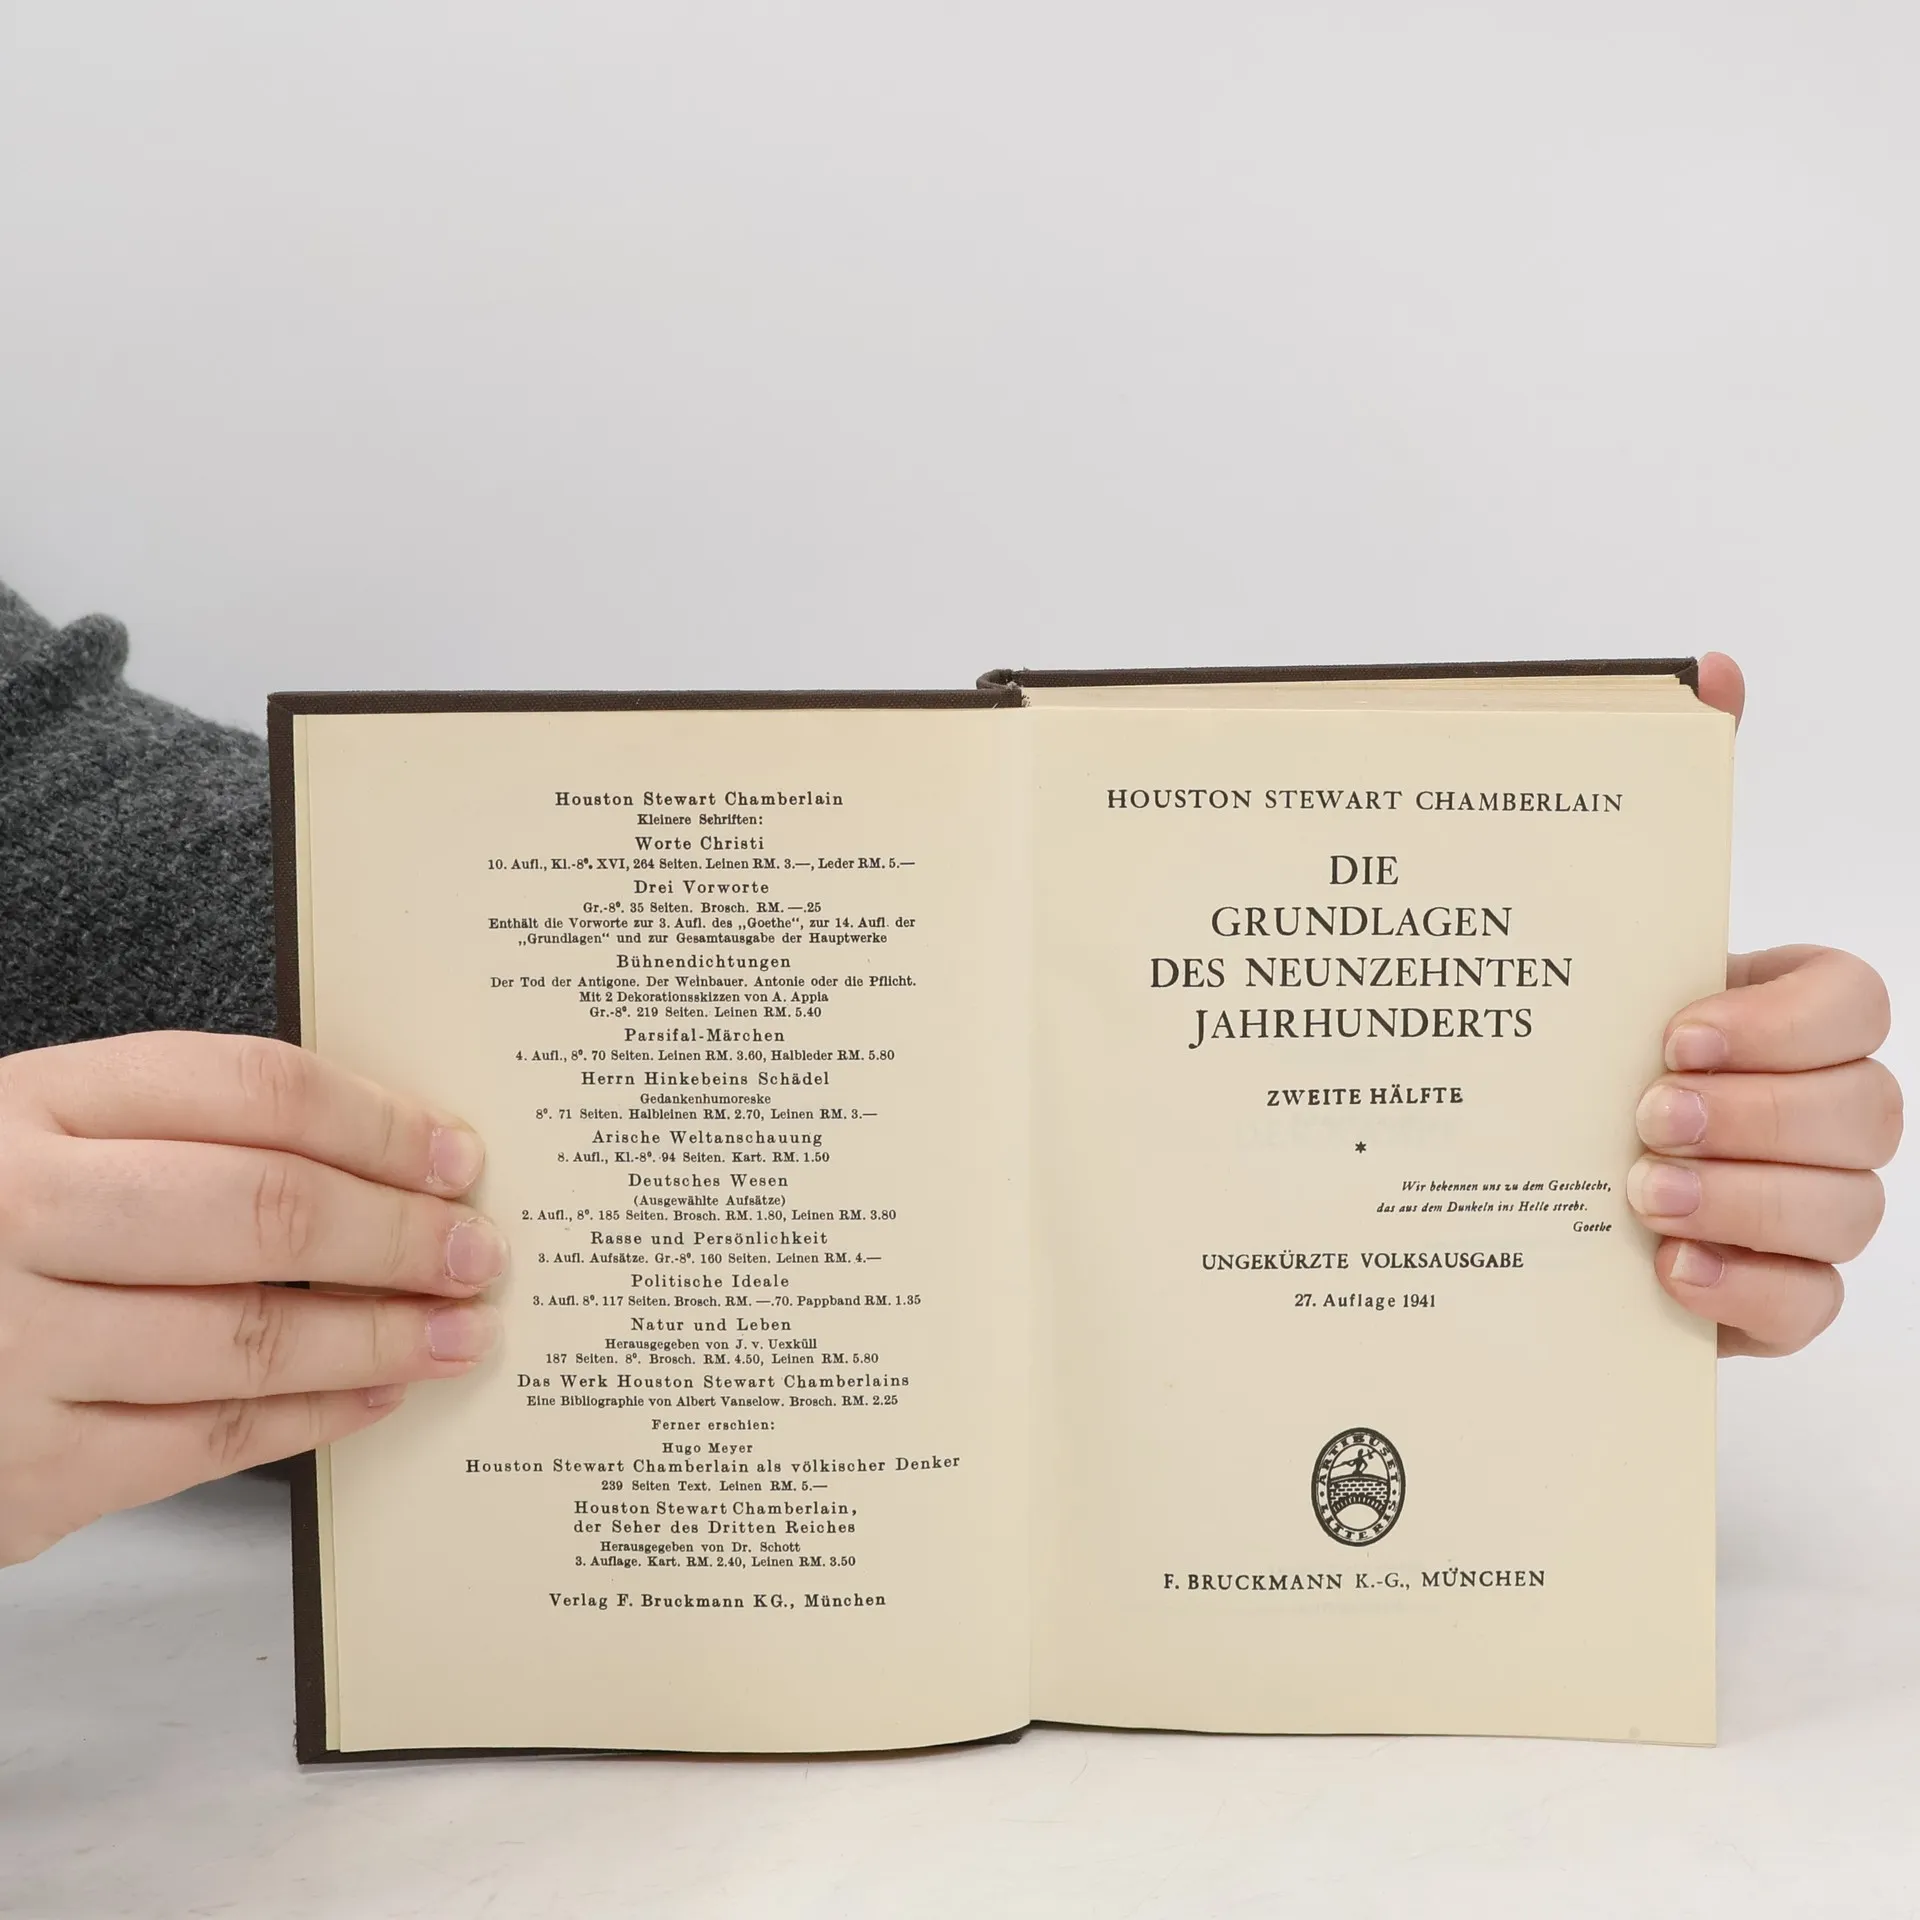 Houston Stewart Chamberlain
Kleinere Schriften:
Worte Christi
10. Aufl., Kl.-8⁰. XVI, 264 Seiten. Leinen RM. 3.—, Leder RM. 5.—
Drei Vorworte
Gr.-8⁰. 35 Seiten. Brosch. RM. —.25
Enthält die Vorworte zur 3. Aufl. des „Goethe“, zur 14. Aufl. der
„Grundlagen“ und zur Gesamtausgabe der Hauptwerke
Bühnendichtungen
Der Tod der Antigone. Der Weinbauer. Antonie oder die Pflicht.
Mit 2 Dekorationsskizzen von A. Appia
Gr.-8⁰. 219 Seiten. Leinen RM. 5.40
Parsifal-Märchen
4. Aufl., 8⁰. 70 Seiten. Leinen RM. 3.60, Halbleder RM. 5.80
Herrn Hinkebeins Schädel
Gedankenhumoreske
8⁰. 71 Seiten. Halbleinen RM. 2.70, Leinen RM. 3.—
Arische Weltanschauung
8. Aufl., Kl.-8⁰. 94 Seiten. Kart. RM. 1.50
Deutsches Wesen
(Ausgewählte Aufsätze)
2. Aufl., 8⁰. 185 Seiten. Brosch. RM. 1.80, Leinen RM. 3.80
Rasse und Persönlichkeit
3. Aufl. Aufsätze. Gr.-8⁰. 160 Seiten. Leinen RM. 4.—
Politische Ideale
3. Aufl. 8⁰. 117 Seiten. Brosch. RM. —.70. Pappband RM. 1.35
Natur und Leben
Herausgegeben von J. v. Uexküll
187 Seiten. 8⁰. Brosch. RM. 4.50, Leinen RM. 5.80
Das Werk Houston Stewart Chamberlains
Eine Bibliographie von Albert Vanselow. Brosch. RM. 2.25
Ferner erschien:
Hugo Meyer
Houston Stewart Chamberlain als völkischer Denker
239 Seiten Text. Leinen RM. 5.—
Houston Stewart Chamberlain,
der Seher des Dritten Reiches
Herausgegeben von Dr. Schott
3. Auflage. Kart. RM. 2.40, Leinen RM. 3.50
Verlag F. Bruckmann KG., München
HOUSTON STEWART CHAMBERLAIN
DIE
GRUNDLAGEN
DES NEUNZEHNTEN
JAHRHUNDERTS
ZWEITE HÄLFTE
*
Wir bekennen uns zu dem Geschlecht,
das aus dem Dunkeln ins Helle strebt.
Goethe
UNGEKÜRZTE VOLKSAUSGABE
27. Auflage 1941
ARTIBUS ET
LITTERIS
F. BRUCKMANN K.-G., MÜNCHEN